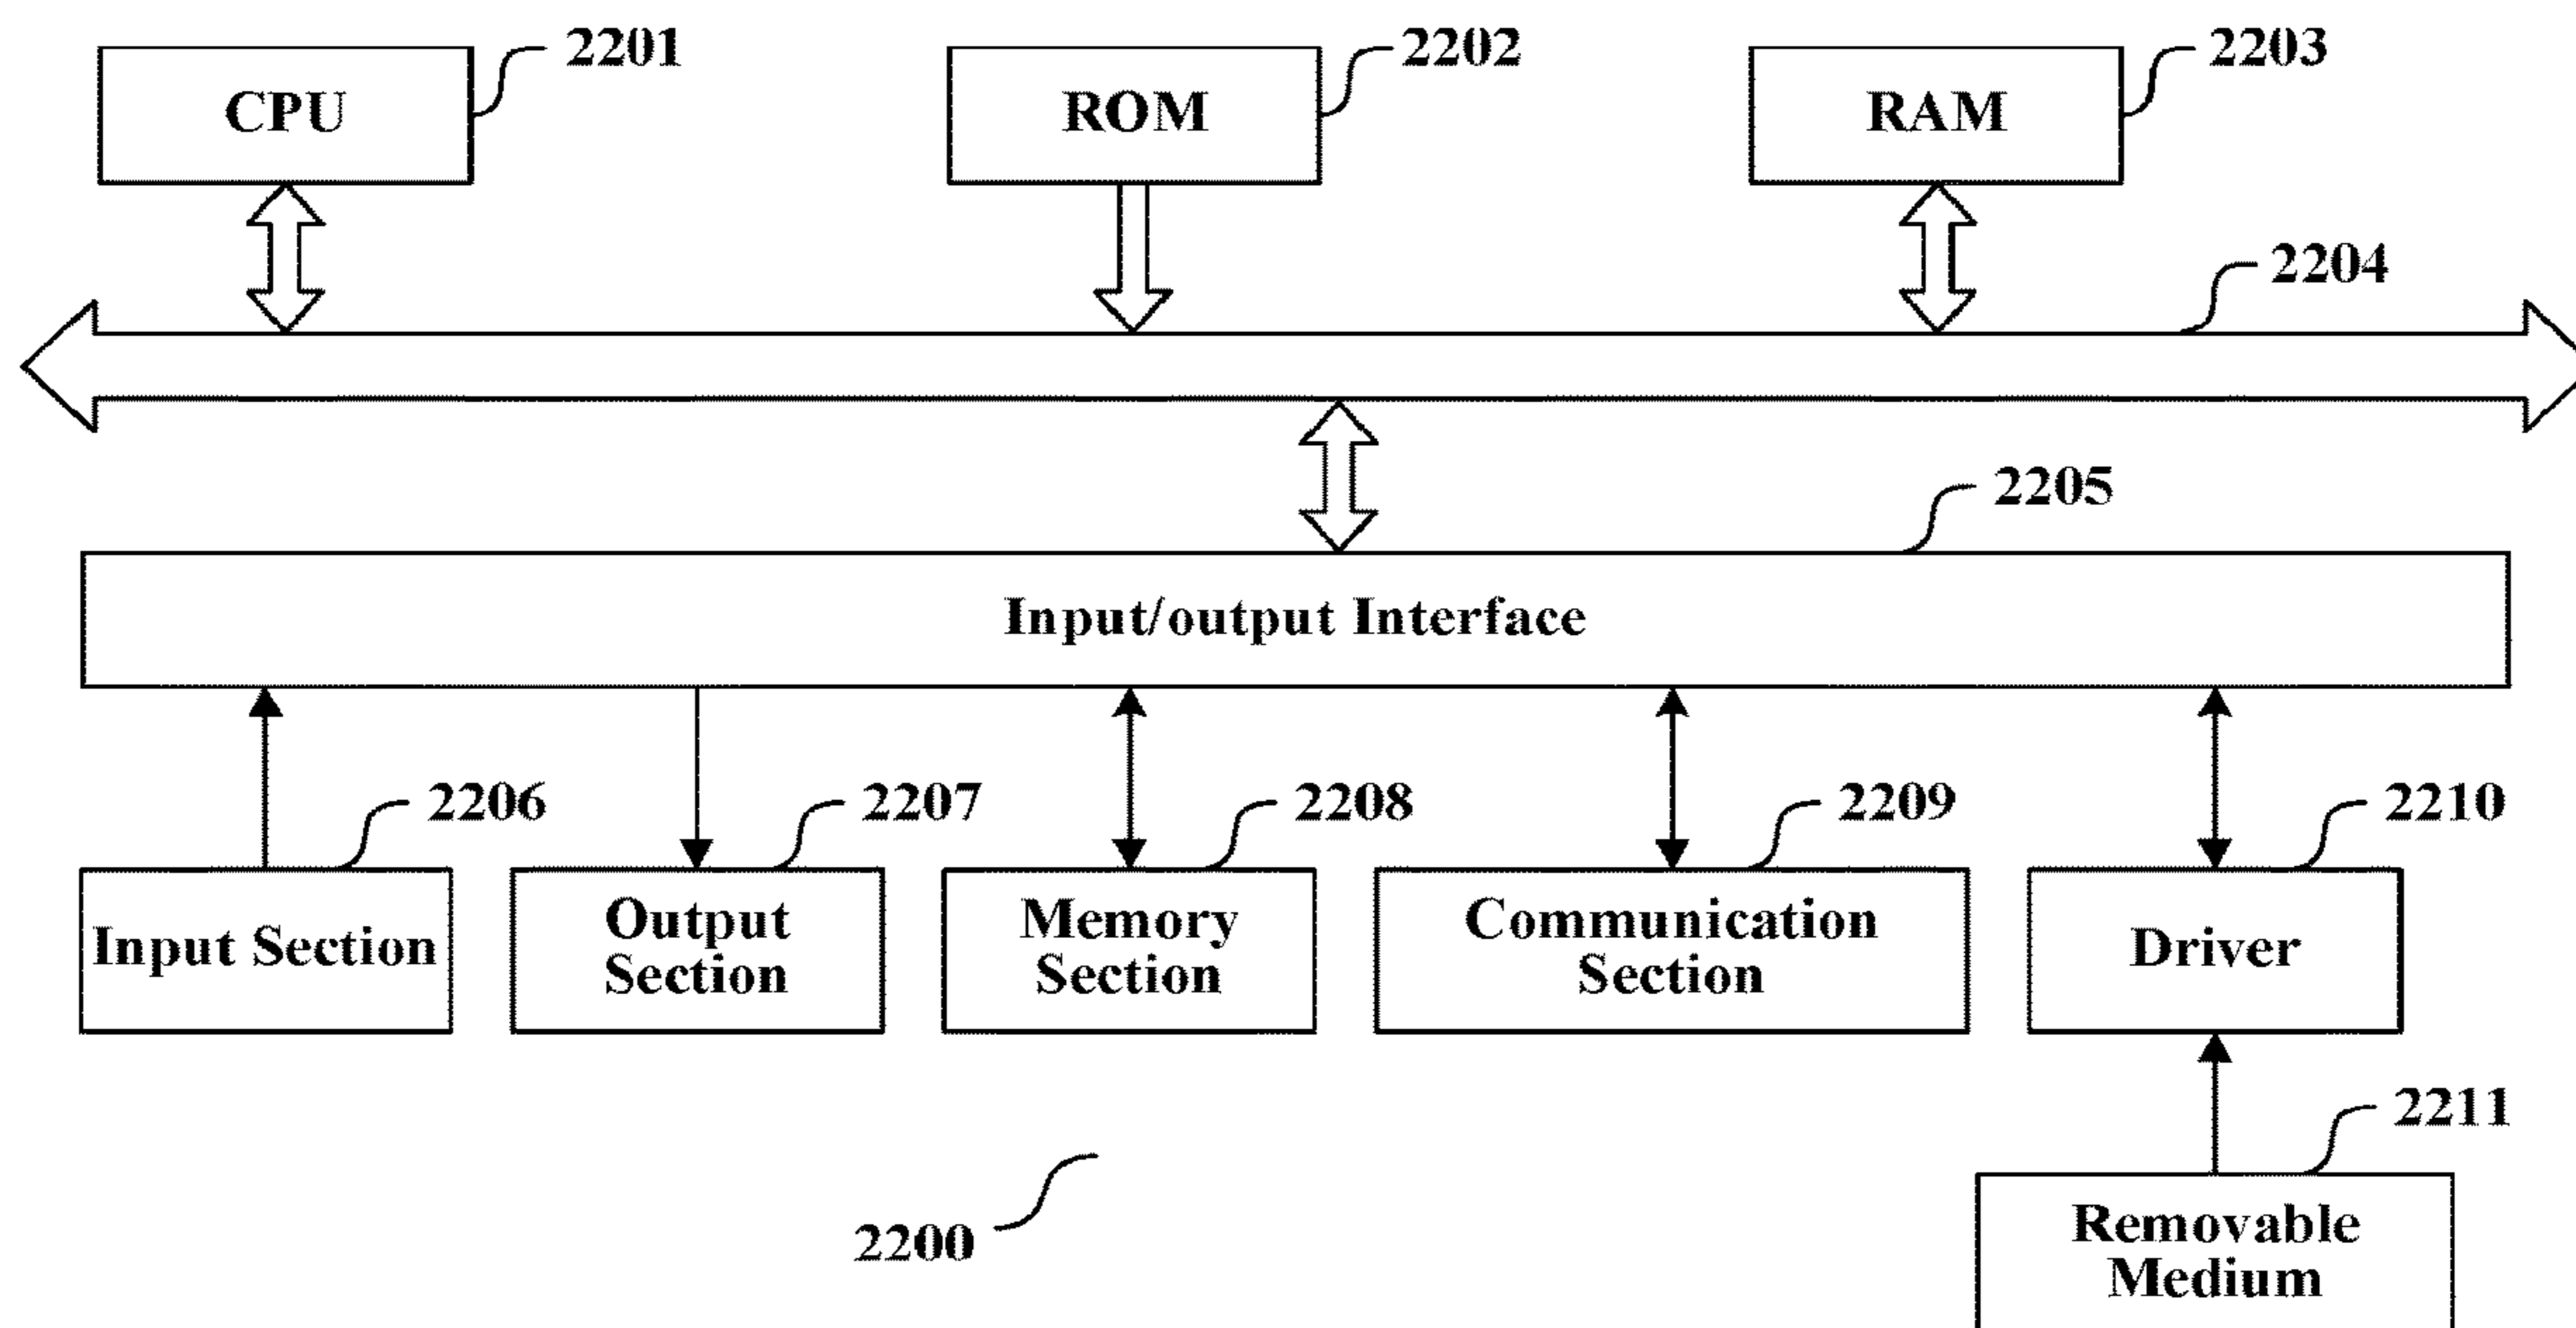 2201
2202
2203
CPU
ROM
RAM
2204
2205
Input/output Interface
2206
2207
2208
2209
2210
Input Section
Output
Section
Memory
Section
Communication
Section
Driver
2211
2200
Removable
Medium